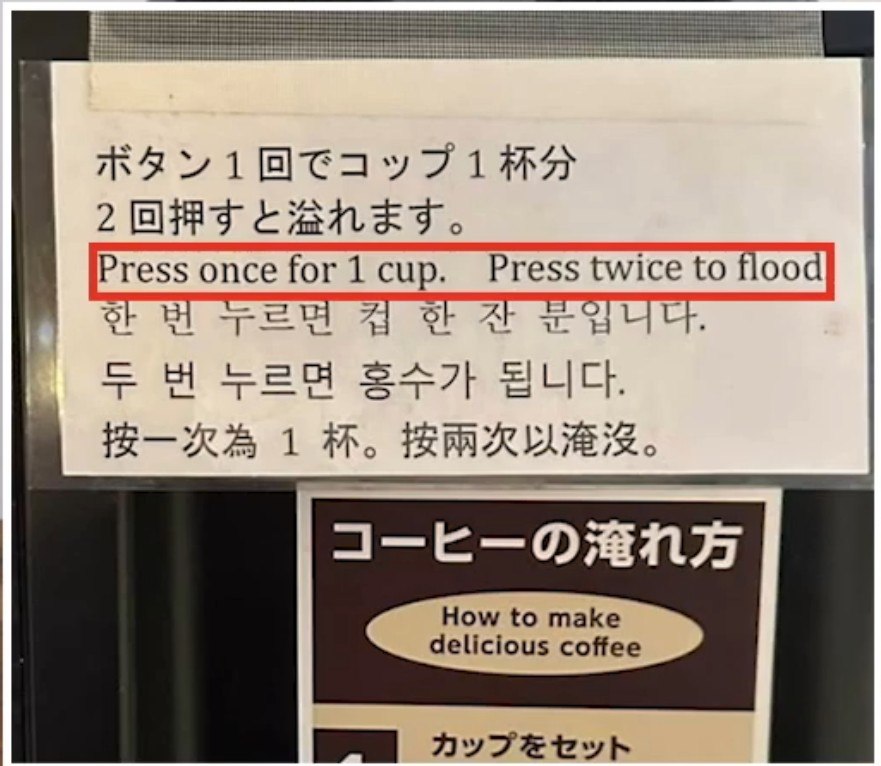 ボタン1回でコップ1杯分
2回押すと溢れます。
Press once for 1 cup. Press twice to flood
한 번 누르면 컵 한 잔 분입니다.
두 번 누르면 홍수가 됩니다.
按一次為 1 杯。按兩次以淹沒。
コーヒーの淹れ方
How to make
delicious coffee
カップをセット